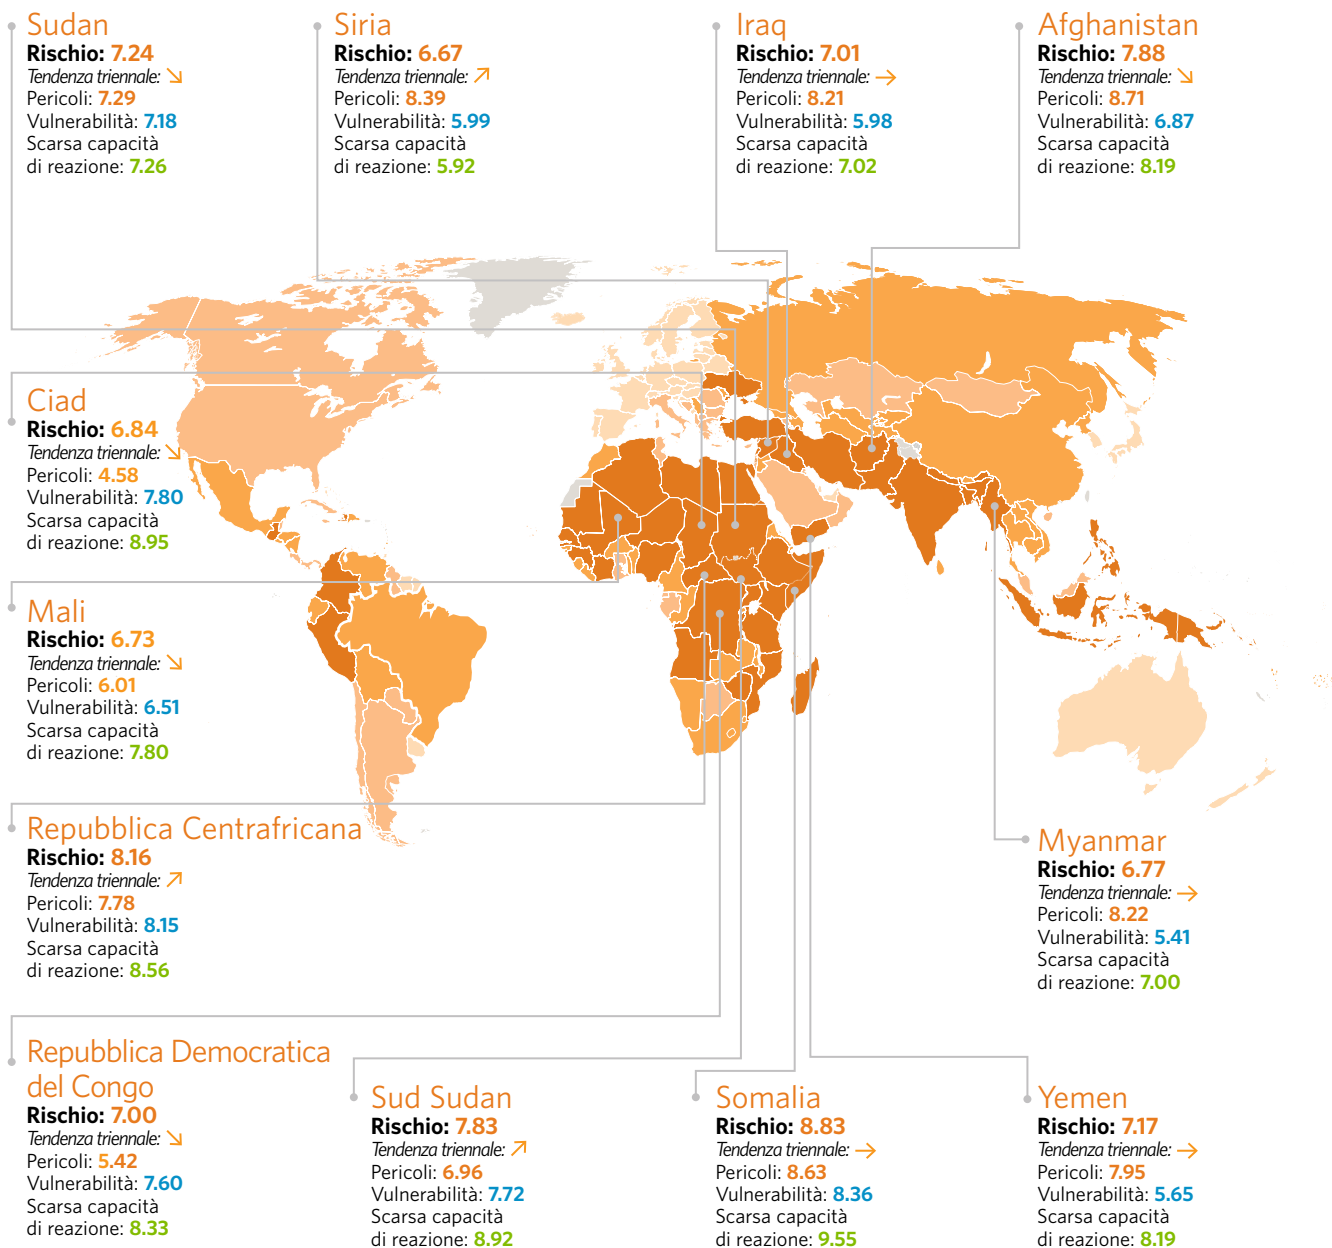 Sudan
Rischio: 7.24
Tendenza triennale: ↘
Pericoli: 7.29
Vulnerabilità: 7.18
Scarsa capacità
di reazione: 7.26
Siria
Rischio: 6.67
Tendenza triennale: ↗
Pericoli: 8.39
Vulnerabilità: 5.99
Scarsa capacità
di reazione: 5.92
Iraq
Rischio: 7.01
Tendenza triennale: →
Pericoli: 8.21
Vulnerabilità: 5.98
Scarsa capacità
di reazione: 7.02
Afghanistan
Rischio: 7.88
Tendenza triennale: ↘
Pericoli: 8.71
Vulnerabilità: 6.87
Scarsa capacità
di reazione: 8.19
Ciad
Rischio: 6.84
Tendenza triennale: ↘
Pericoli: 4.58
Vulnerabilità: 7.80
Scarsa capacità
di reazione: 8.95
Mali
Rischio: 6.73
Tendenza triennale: ↘
Pericoli: 6.01
Vulnerabilità: 6.51
Scarsa capacità
di reazione: 7.80
Repubblica Centrafricana
Rischio: 8.16
Tendenza triennale: ↗
Pericoli: 7.78
Vulnerabilità: 8.15
Scarsa capacità
di reazione: 8.56
Myanmar
Rischio: 6.77
Tendenza triennale: →
Pericoli: 8.22
Vulnerabilità: 5.41
Scarsa capacità
di reazione: 7.00
Repubblica Democratica
del Congo
Rischio: 7.00
Tendenza triennale: ↘
Pericoli: 5.42
Vulnerabilità: 7.60
Scarsa capacità
di reazione: 8.33
Sud Sudan
Rischio: 7.83
Tendenza triennale: ↗
Pericoli: 6.96
Vulnerabilità: 7.72
Scarsa capacità
di reazione: 8.92
Somalia
Rischio: 8.83
Tendenza triennale: →
Pericoli: 8.63
Vulnerabilità: 8.36
Scarsa capacità
di reazione: 9.55
Yemen
Rischio: 7.17
Tendenza triennale: →
Pericoli: 7.95
Vulnerabilità: 5.65
Scarsa capacità
di reazione: 8.19